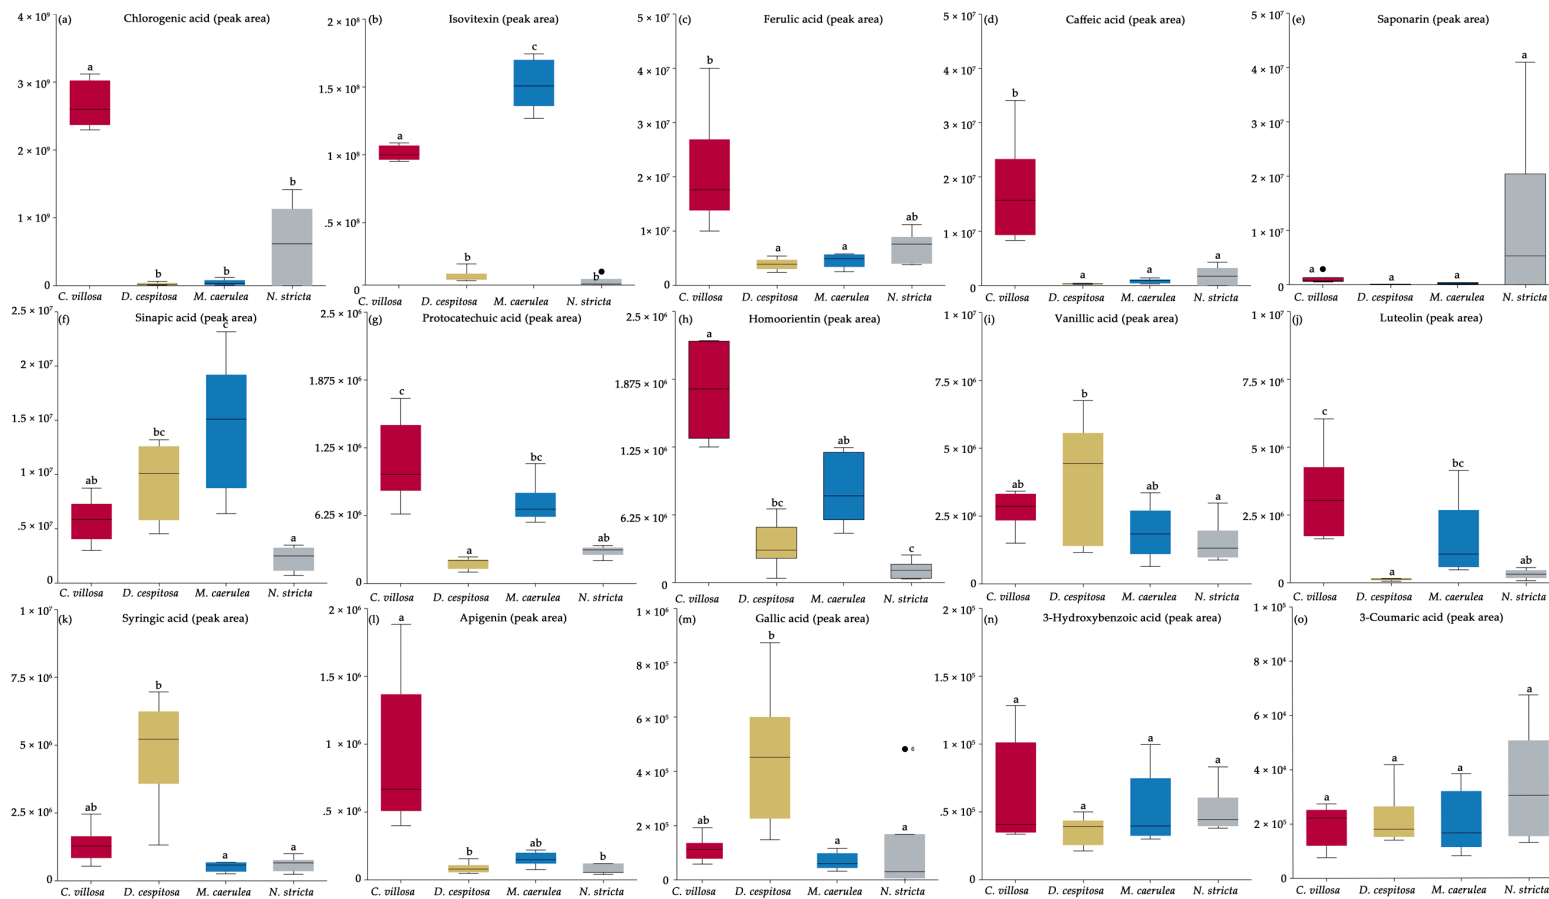 (a) Chlorogenic acid (peak area)
4 × 10⁹
3 × 10⁹
2 × 10⁹
1 × 10⁹
0
a
b
b
b
C. villosa D. cespitosa M. caerulea N. stricta
(b) Isovitexin (peak area)
2 × 10⁸
1.5 × 10⁸
1 × 10⁸
.5 × 10⁸
0
a
b
c
b
C. villosa D. cespitosa M. caerulea N. stricta
(c) Ferulic acid (peak area)
5 × 10⁷
4 × 10⁷
3 × 10⁷
2 × 10⁷
1 × 10⁷
0
b
a
a
ab
C. villosa D. cespitosa M. caerulea N. stricta
(d) Caffeic acid (peak area)
5 × 10⁷
4 × 10⁷
3 × 10⁷
2 × 10⁷
1 × 10⁷
0
b
a
a
a
C. villosa D. cespitosa M. caerulea N. stricta
(e) Saponarin (peak area)
5 × 10⁷
4 × 10⁷
3 × 10⁷
2 × 10⁷
1 × 10⁷
0
a
a
a
a
C. villosa D. cespitosa M. caerulea N. stricta
(f) Sinapic acid (peak area)
2.5 × 10⁷
2 × 10⁷
1.5 × 10⁷
1 × 10⁷
.5 × 10⁷
0
ab
bc
c
a
C. villosa D. cespitosa M. caerulea N. stricta
(g) Protocatechuic acid (peak area)
2.5 × 10⁶
1.875 × 10⁶
1.25 × 10⁶
6.25 × 10⁶
0
c
a
bc
ab
C. villosa D. cespitosa M. caerulea N. stricta
(h) Homoorientin (peak area)
2.5 × 10⁶
1.875 × 10⁶
1.25 × 10⁶
6.25 × 10⁶
0
a
bc
ab
c
C. villosa D. cespitosa M. caerulea N. stricta
(i) Vanillic acid (peak area)
1 × 10⁷
7.5 × 10⁶
5 × 10⁶
2.5 × 10⁶
0
ab
b
ab
a
C. villosa D. cespitosa M. caerulea N. stricta
(j) Luteolin (peak area)
1 × 10⁷
7.5 × 10⁶
5 × 10⁶
2.5 × 10⁶
0
c
a
bc
ab
C. villosa D. cespitosa M. caerulea N. stricta
(k) Syringic acid (peak area)
1 × 10⁷
7.5 × 10⁶
5 × 10⁶
2.5 × 10⁶
0
ab
b
a
a
C. villosa D. cespitosa M. caerulea N. stricta
(l) Apigenin (peak area)
2 × 10⁶
1.5 × 10⁶
1 × 10⁶
.5 × 10⁶
0
a
b
ab
b
C. villosa D. cespitosa M. caerulea N. stricta
(m) Gallic acid (peak area)
1 × 10⁶
8 × 10⁵
6 × 10⁵
4 × 10⁵
2 × 10⁵
0
ab
b
a
6
a
C. villosa D. cespitosa M. caerulea N. stricta
(n) 3-Hydroxybenzoic acid (peak area)
2 × 10⁵
1.5 × 10⁵
1 × 10⁵
.5 × 10⁵
0
a
a
a
a
C. villosa D. cespitosa M. caerulea N. stricta
(o) 3-Coumaric acid (peak area)
1 × 10⁵
8 × 10⁴
6 × 10⁴
4 × 10⁴
2 × 10⁵
0
a
a
a
a
C. villosa D. cespitosa M. caerulea N. stricta